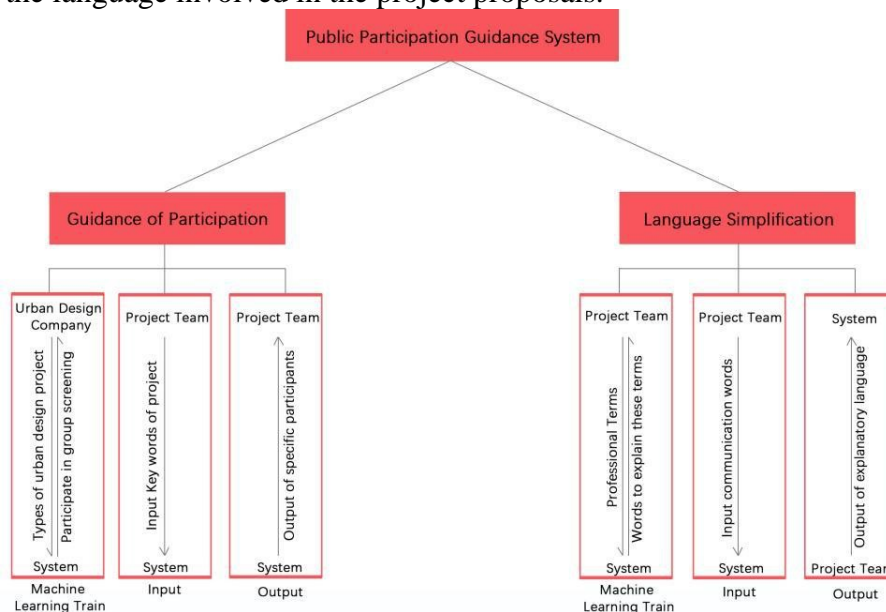 the language involved in the project proposals.
Public Participation Guidance System
Guidance of Participation
Language Simplification
Urban Design
Company
Types of urban design project
Participate in group screening
System
Machine
Learning Train
Project Team
Input Key words of project
System
Input
Project Team
Output of specific participants
System
Output
Project Team
Professional Terms
Words to explain these terms
System
Machine
Learning Train
Project Team
Input communication words
System
Input
System
Output of explanatory language
Project Team
Output